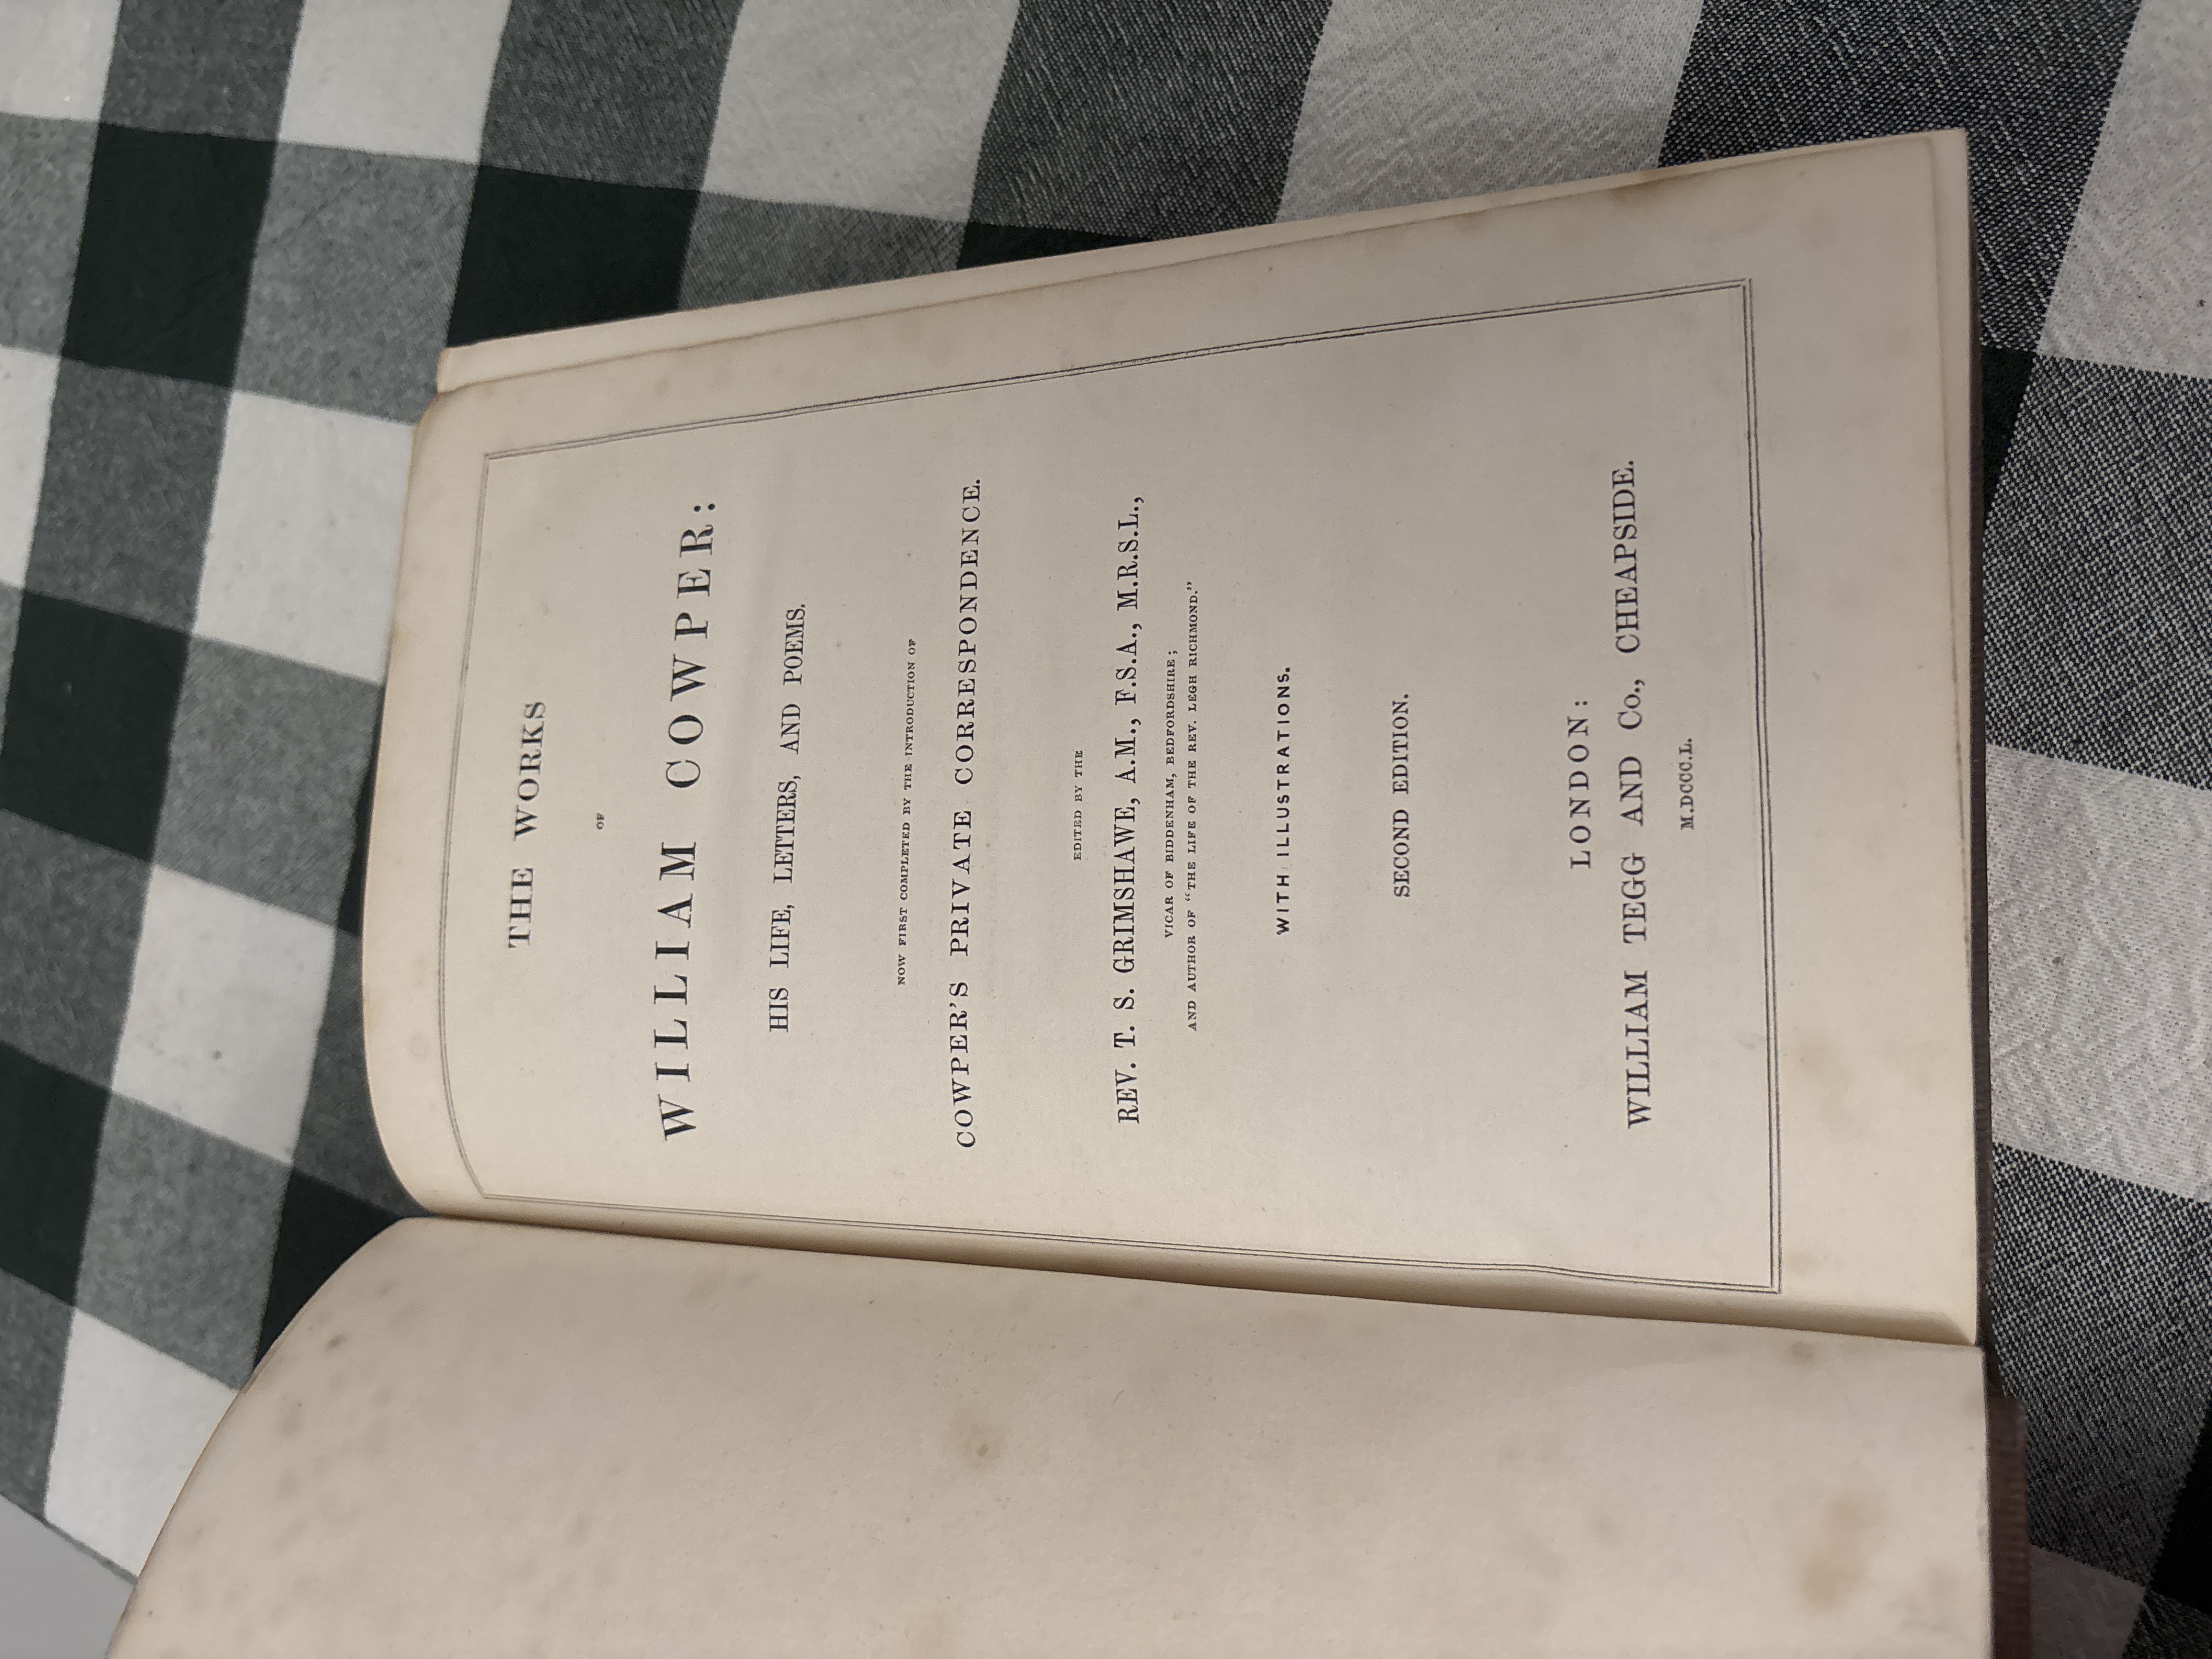 THE WORKS
OF
WILLIAM COWPER:
HIS LIFE, LETTERS, AND POEMS.
NOW FIRST COMPLETED BY THE INTRODUCTION OF
COWPER'S PRIVATE CORRESPONDENCE.
EDITED BY THE
REV. T. S. GRIMSHAWE, A.M., F.S.A., M.R.S.L.,
VICAR OF BIDDENHAM, BEDFORDSHIRE;
AND AUTHOR OF "THE LIFE OF THE REV. LEGH RICHMOND."
WITH ILLUSTRATIONS.
SECOND EDITION.
LONDON:
WILLIAM TEGG AND Co., CHEAPSIDE.
M.DCCC.L.